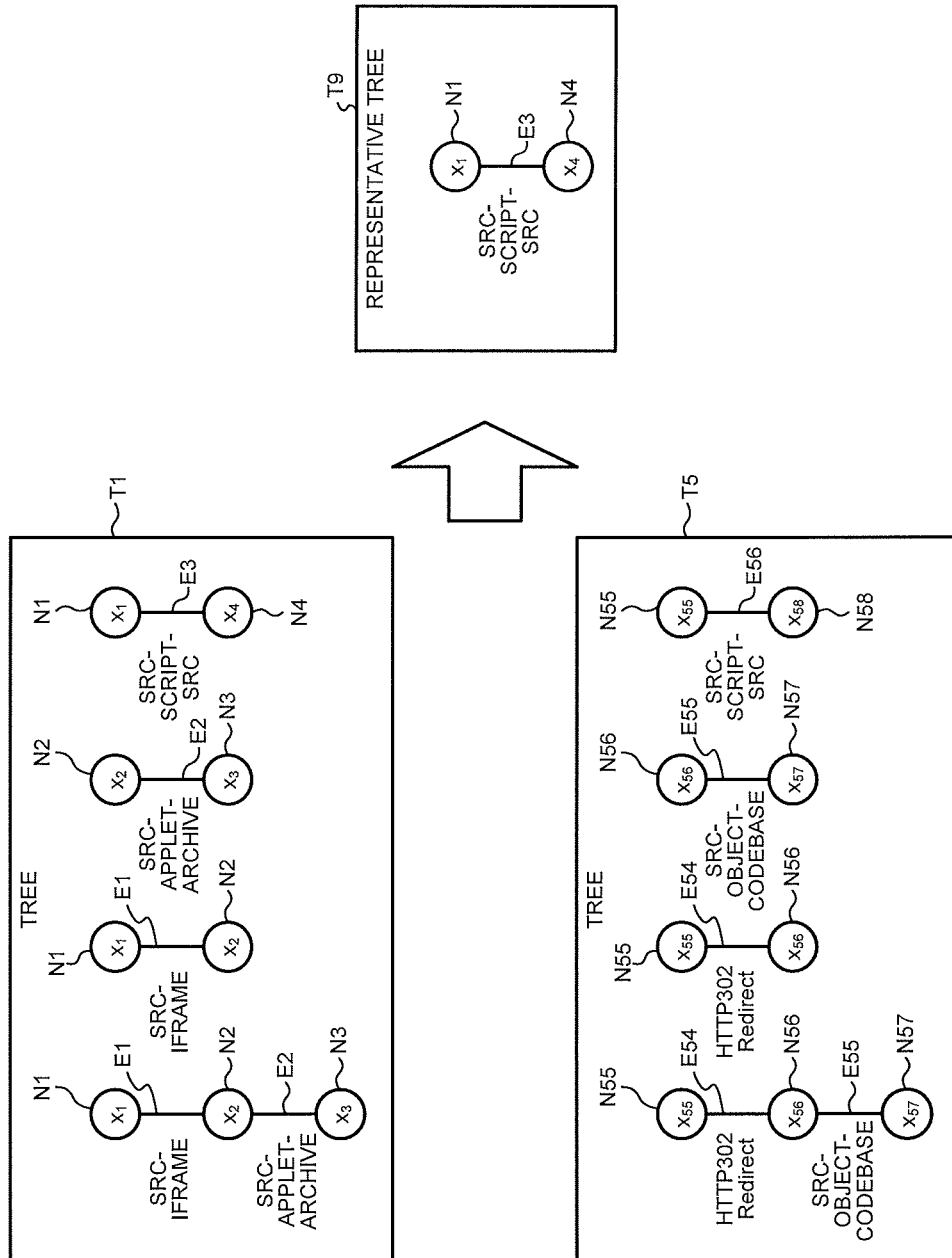 TREE
T1
N1
X1
E1
SRC-
IFRAME
N2
X2
E2
SRC-
APPLET-
ARCHIVE
N3
X3
N1
X1
E1
SRC-
IFRAME
N2
X2
N2
X2
E2
SRC-
APPLET-
ARCHIVE
N3
X3
N1
X1
E3
SRC-
SCRIPT-
SRC
X4
N4
TREE
T5
N55
X55
E54
HTTP302
Redirect
N56
X56
E55
SRC-
OBJECT-
CODEBASE
N57
X57
N55
X55
E54
HTTP302
Redirect
N56
X56
N56
X56
E55
SRC-
OBJECT-
CODEBASE
N57
X57
N55
X55
E56
SRC-
SCRIPT-
SRC
X58
N58
REPRESENTATIVE TREE
T9
X1
N1
E3
SRC-
SCRIPT-
SRC
X4
N4